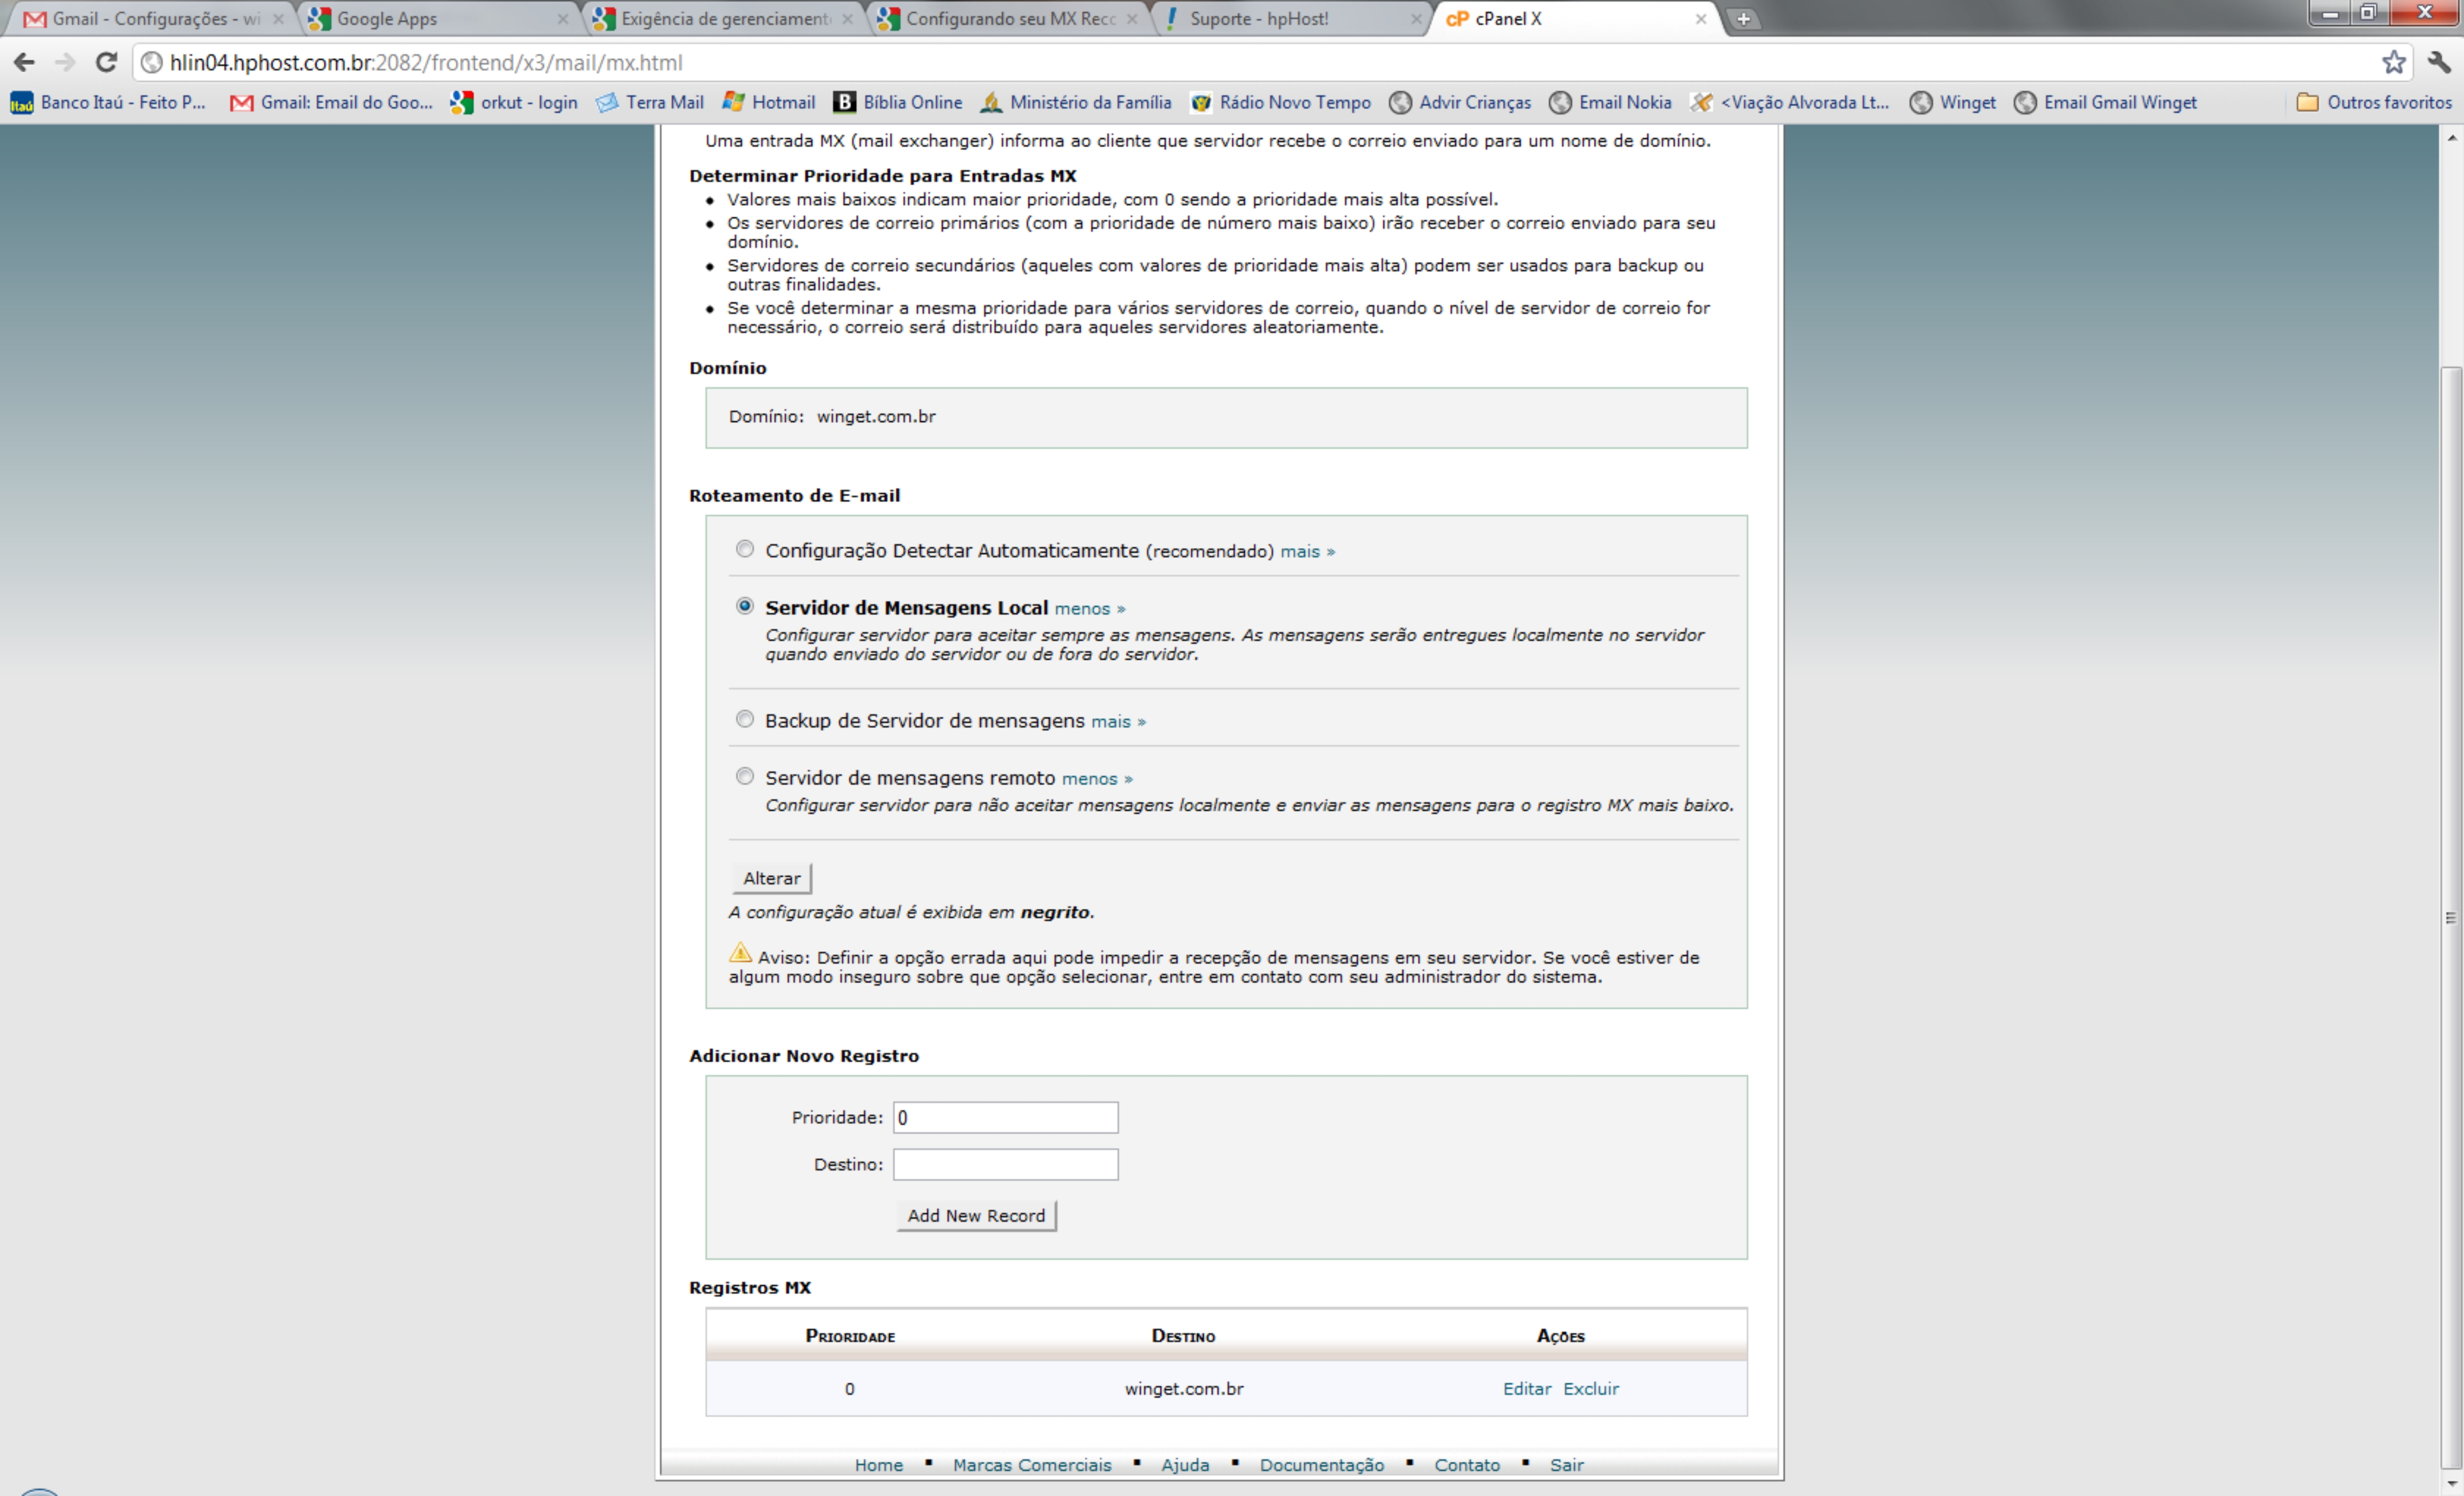 Gmail - Configurações - wi
Google Apps
Exigência de gerenciament
Configurando seu MX Recc
Suporte - hpHost!
cP cPanel X
hlin04.hphost.com.br:2082/frontend/x3/mail/mx.html
Itaú Banco Itaú - Feito P...
Gmail: Email do Goo...
orkut - login
Terra Mail
Hotmail
B Bíblia Online
Ministério da Família
Rádio Novo Tempo
Advir Crianças
Email Nokia
<Viação Alvorada Lt...
Winget
Email Gmail Winget
Outros favoritos
Uma entrada MX (mail exchanger) informa ao cliente que servidor recebe o correio enviado para um nome de domínio.
Determinar Prioridade para Entradas MX
• Valores mais baixos indicam maior prioridade, com 0 sendo a prioridade mais alta possível.
• Os servidores de correio primários (com a prioridade de número mais baixo) irão receber o correio enviado para seu
domínio.
• Servidores de correio secundários (aqueles com valores de prioridade mais alta) podem ser usados para backup ou
outras finalidades.
• Se você determinar a mesma prioridade para vários servidores de correio, quando o nível de servidor de correio for
necessário, o correio será distribuído para aqueles servidores aleatoriamente.
Domínio
Domínio: winget.com.br
Roteamento de E-mail
Configuração Detectar Automaticamente (recomendado) mais »
Servidor de Mensagens Local menos »
Configurar servidor para aceitar sempre as mensagens. As mensagens serão entregues localmente no servidor
quando enviado do servidor ou de fora do servidor.
Backup de Servidor de mensagens mais »
Servidor de mensagens remoto menos »
Configurar servidor para não aceitar mensagens localmente e enviar as mensagens para o registro MX mais baixo.
Alterar
A configuração atual é exibida em negrito.
Aviso: Definir a opção errada aqui pode impedir a recepção de mensagens em seu servidor. Se você estiver de
algum modo inseguro sobre que opção selecionar, entre em contato com seu administrador do sistema.
Adicionar Novo Registro
Prioridade: 0
Destino:
Add New Record
Registros MX
PRIORIDADE DESTINO AÇÕES
0 winget.com.br Editar Excluir
Home ▪ Marcas Comerciais ▪ Ajuda ▪ Documentação ▪ Contato ▪ Sair